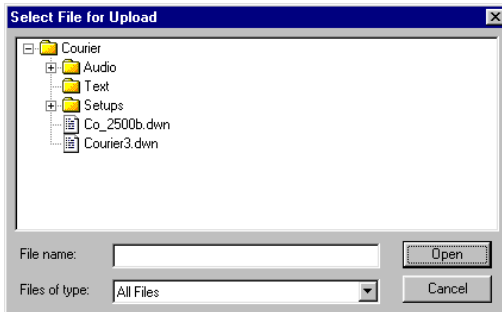 Select File for Upload
Courier
Audio
Text
Setups
Co_2500b.dwn
Courier3.dwn
File name:
Open
Files of type:
All Files
Cancel